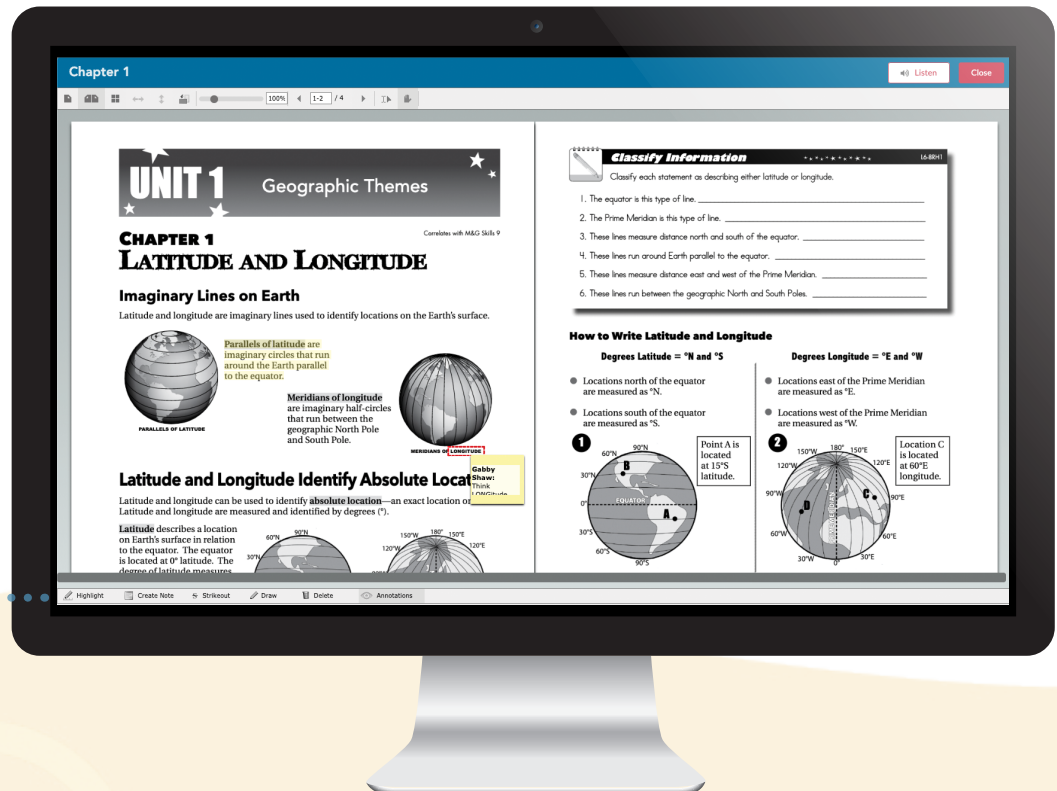 Chapter 1
Listen
Close
100%
1-2 / 4
UNIT 1
Geographic Themes
CHAPTER 1
Correlates with M&G Skills 9
LATITUDE AND LONGITUDE
Imaginary Lines on Earth
Latitude and longitude are imaginary lines used to identify locations on the Earth's surface.
Parallels of latitude are
imaginary circles that run
around the Earth parallel
to the equator.
PARALLELS OF LATITUDE
Meridians of longitude
are imaginary half-circles
that run between the
geographic North Pole
and South Pole.
MERIDIANS OF LONGITUDE
Gabby
Shaw:
Think
LONGitude
Latitude and Longitude Identify Absolute Locat
Latitude and longitude can be used to identify absolute location—an exact location or
Latitude and longitude are measured and identified by degrees (°).
Latitude describes a location
on Earth's surface in relation
to the equator. The equator
is located at 0° latitude. The
degree of latitude measures
90°N
60°N
30°N
150°W 180° 150°E
120°W 120°E
Classify Information
L6-8RH1
Classify each statement as describing either latitude or longitude.
1. The equator is this type of line.
2. The Prime Meridian is this type of line.
3. These lines measure distance north and south of the equator.
4. These lines run around Earth parallel to the equator.
5. These lines measure distance east and west of the Prime Meridian.
6. These lines run between the geographic North and South Poles.
How to Write Latitude and Longitude
Degrees Latitude = °N and °S
Locations north of the equator
are measured as °N.
Locations south of the equator
are measured as °S.
1
90°N
60°N
B
30°N
EQUATOR
0°
A
30°S
60°S
90°S
Point A is
located
at 15°S
latitude.
Degrees Longitude = °E and °W
Locations east of the Prime Meridian
are measured as °E.
Locations west of the Prime Meridian
are measured as °W.
2
150°W 180° 150°E
120°W 120°E
90°W 90°E
C
D
PRIME MERIDIAN
60°W 60°E
30°W 0° 30°E
Location C
is located
at 60°E
longitude.
Highlight
Create Note
Strikeout
Draw
Delete
Annotations